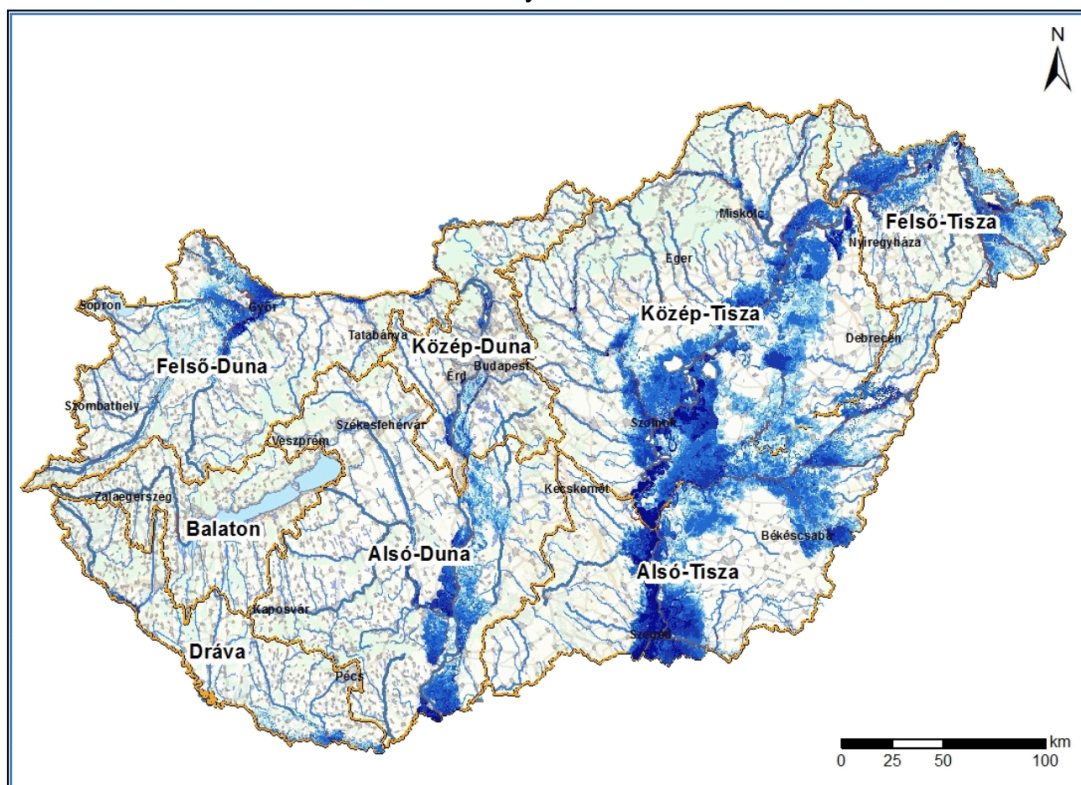 N
Miskolc
Felső-Tisza
Nyíregyháza
Eger
Sopron
Győr
Közép-Tisza
Tatabánya
Közép-Duna
Debrecen
Felső-Duna
Érd
Budapest
Szombathely
Székesfehérvár
Szolnok
Veszprém
Kecskemét
Zalaegerszeg
Balaton
Békéscsaba
Alsó-Duna
Alsó-Tisza
Kaposvár
Szeged
Dráva
Pécs
km
0 25 50 100